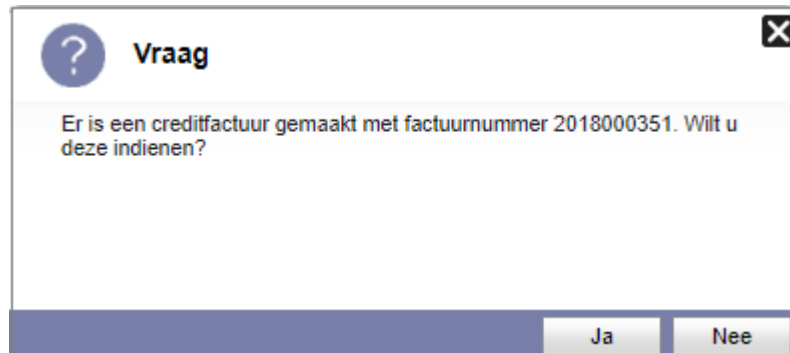 Vraag
Er is een creditfactuur gemaakt met factuurnummer 2018000351. Wilt u
deze indienen?
Ja
Nee